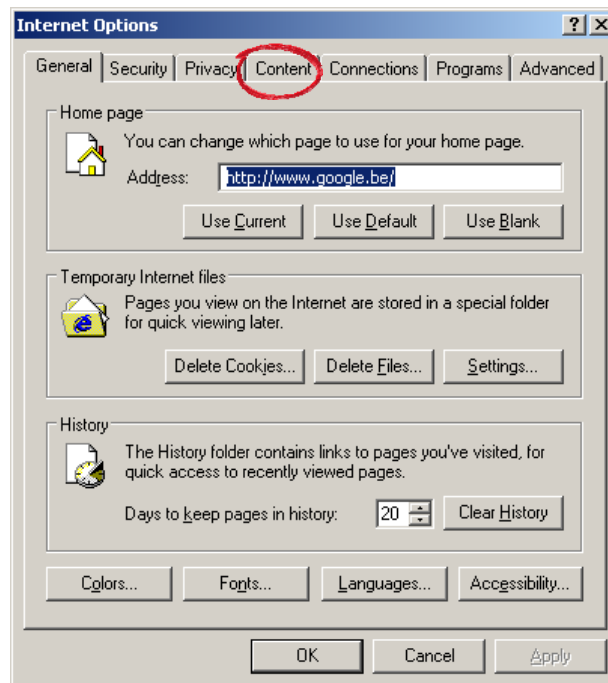 Internet Options
General Security Privacy Content Connections Programs Advanced
Home page
You can change which page to use for your home page.
Address: http://www.google.be/
Use Current Use Default Use Blank
Temporary Internet files
Pages you view on the Internet are stored in a special folder
for quick viewing later.
Delete Cookies... Delete Files... Settings...
History
The History folder contains links to pages you've visited, for
quick access to recently viewed pages.
Days to keep pages in history: 20 Clear History
Colors... Fonts... Languages... Accessibility...
OK Cancel Apply